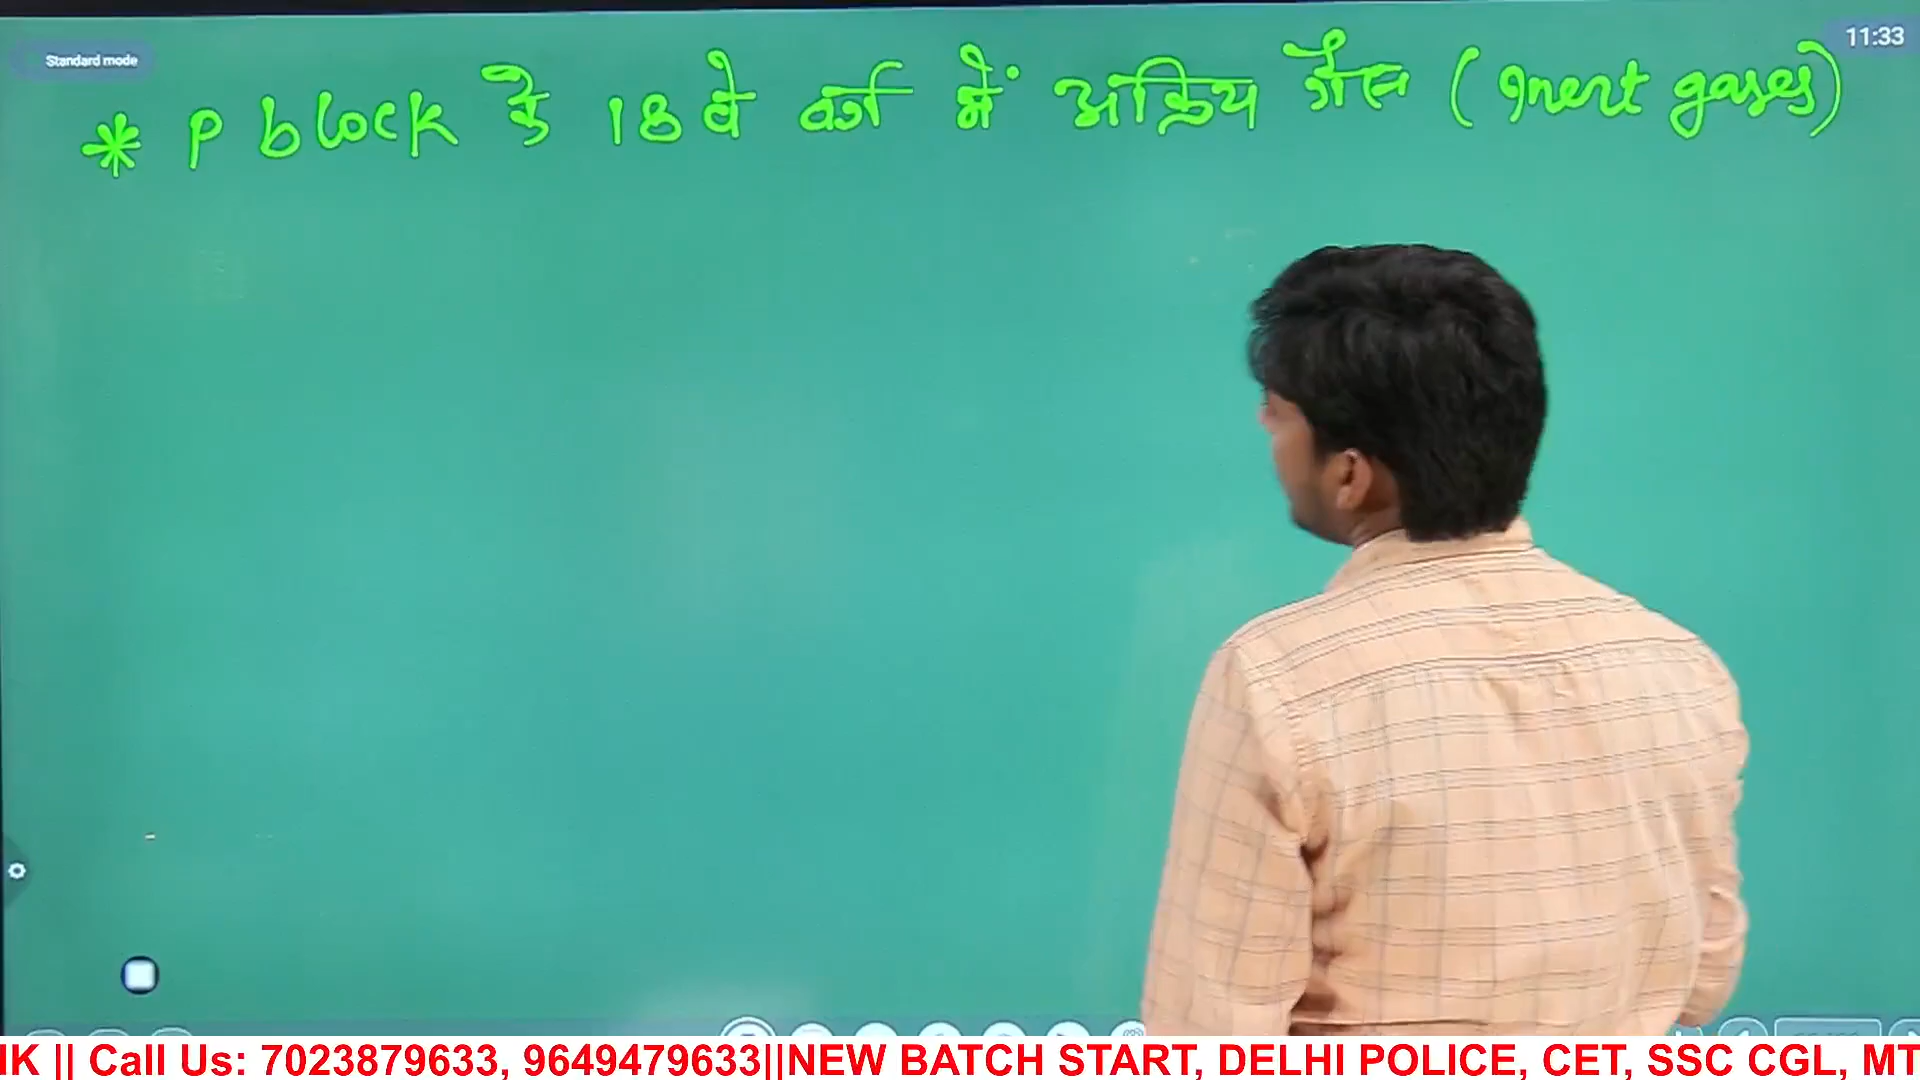 Standard mode
11:33
* P block के 18 वे वर्ग में अक्रिय गैस (Inert gases)
IK || Call Us: 7023879633, 9649479633||NEW BATCH START, DELHI POLICE, CET, SSC CGL, MT